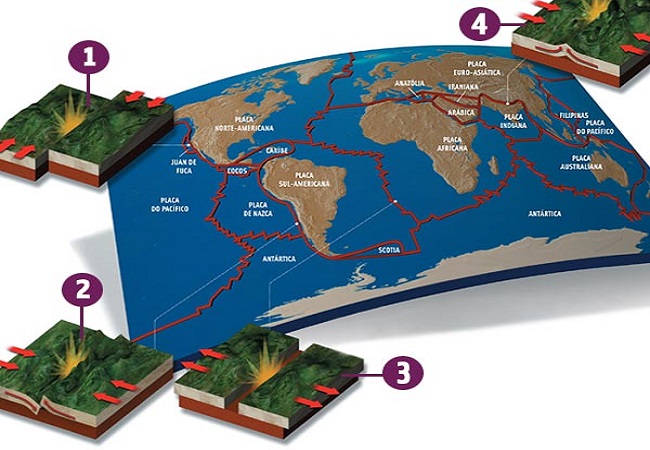 4
1
PLACA
EURO-ASIÁTICA
ANATÓLIA
IRANIANA
ARÁBICA
PLACA
NORTE-AMERICANA
PLACA
INDIANA
FILIPINAS
PLACA
DO PACÍFICO
CARIBE
PLACA
AFRICANA
JUAN DE
FUCA
COCOS
PLACA
AUSTRALIANA
PLACA
SUL-AMERICANA
PLACA
DO PACÍFICO
PLACA
DE NAZCA
ANTÁRTICA
SCOTIA
ANTÁRTICA
2
3